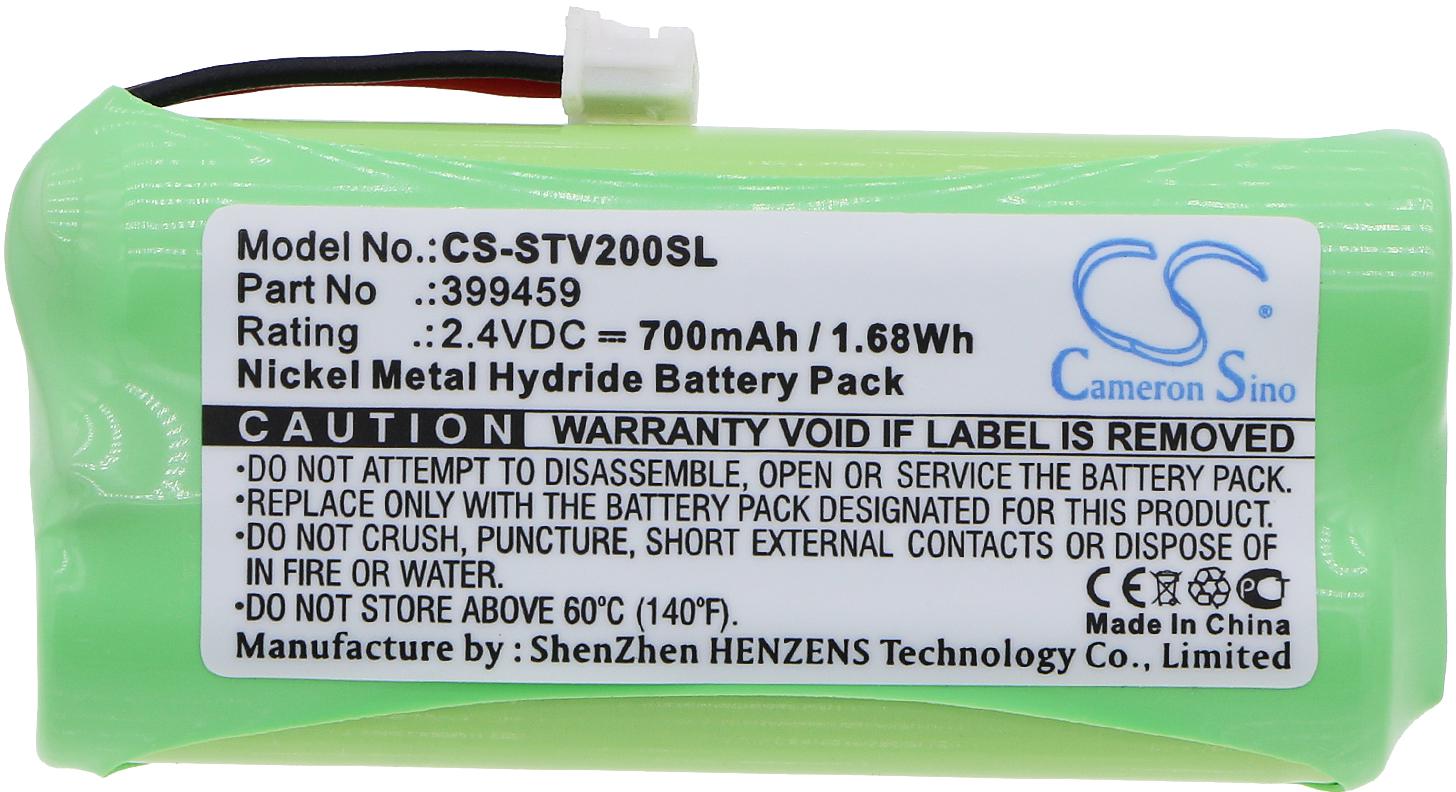 Model No.:CS-STV200SL
Part No .:399459
Rating .:2.4VDC ⎓ 700mAh / 1.68Wh
Nickel Metal Hydride Battery Pack
CS®
Cameron Sino
CAUTION WARRANTY VOID IF LABEL IS REMOVED
•DO NOT ATTEMPT TO DISASSEMBLE, OPEN OR SERVICE THE BATTERY PACK.
•REPLACE ONLY WITH THE BATTERY PACK DESIGNATED FOR THIS PRODUCT.
•DO NOT CRUSH, PUNCTURE, SHORT EXTERNAL CONTACTS OR DISPOSE OF
IN FIRE OR WATER.
•DO NOT STORE ABOVE 60ºC (140ºF).
CE PCT
Made In China
Manufacture by : ShenZhen HENZENS Technology Co., Limited